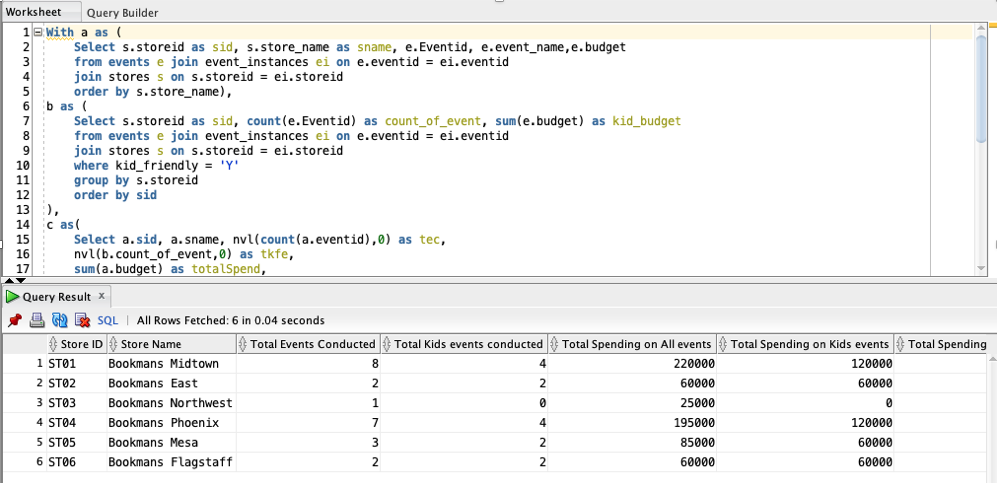 Worksheet Query Builder
1 With a as (
2 Select s.storeid as sid, s.store_name as sname, e.Eventid, e.event_name,e.budget
3 from events e join event_instances ei on e.eventid = ei.eventid
4 join stores s on s.storeid = ei.storeid
5 order by s.store_name),
6 b as (
7 Select s.storeid as sid, count(e.Eventid) as count_of_event, sum(e.budget) as kid_budget
8 from events e join event_instances ei on e.eventid = ei.eventid
9 join stores s on s.storeid = ei.storeid
10 where kid_friendly = 'Y'
11 group by s.storeid
12 order by sid
13 ),
14 c as(
15 Select a.sid, a.sname, nvl(count(a.eventid),0) as tec,
16 nvl(b.count_of_event,0) as tkfe,
17 sum(a.budget) as totalSpend,
Query Result x
SQL | All Rows Fetched: 6 in 0.04 seconds
Store ID Store Name Total Events Conducted Total Kids events conducted Total Spending on All events Total Spending on Kids events Total Spending
1 ST01 Bookmans Midtown 8 4 220000 120000
2 ST02 Bookmans East 2 2 60000 60000
3 ST03 Bookmans Northwest 1 0 25000 0
4 ST04 Bookmans Phoenix 7 4 195000 120000
5 ST05 Bookmans Mesa 3 2 85000 60000
6 ST06 Bookmans Flagstaff 2 2 60000 60000